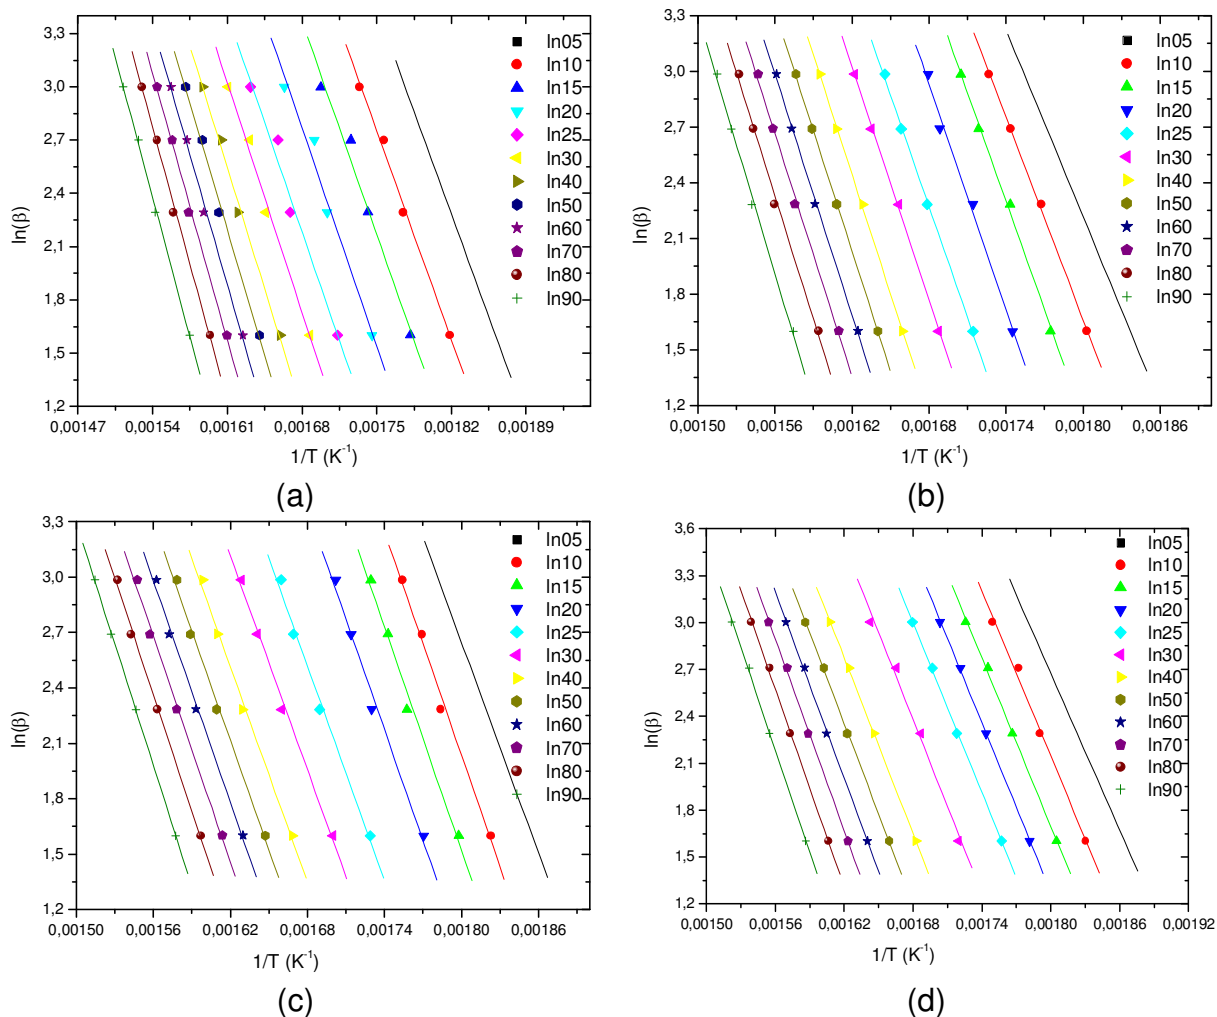 3,3
3,0
2,7
2,4
2,1
1,8
1,5
1,2
ln(β)
0,00147 0,00154 0,00161 0,00168 0,00175 0,00182 0,00189
1/T (K⁻¹)
ln05
ln10
ln15
ln20
ln25
ln30
ln40
ln50
ln60
ln70
ln80
ln90
(a)
3,3
3,0
2,7
2,4
2,1
1,8
1,5
1,2
ln(β)
0,00150 0,00156 0,00162 0,00168 0,00174 0,00180 0,00186
1/T (K⁻¹)
ln05
ln10
ln15
ln20
ln25
ln30
ln40
ln50
ln60
ln70
ln80
ln90
(b)
3,3
3,0
2,7
2,4
2,1
1,8
1,5
1,2
ln(β)
0,00150 0,00156 0,00162 0,00168 0,00174 0,00180 0,00186
1/T (K⁻¹)
ln05
ln10
ln15
ln20
ln25
ln30
ln40
ln50
ln60
ln70
ln80
ln90
(c)
3,6
3,3
3,0
2,7
2,4
2,1
1,8
1,5
1,2
ln(β)
0,00150 0,00156 0,00162 0,00168 0,00174 0,00180 0,00186 0,00192
1/T (K⁻¹)
ln05
ln10
ln15
ln20
ln25
ln30
ln40
ln50
ln60
ln70
ln80
ln90
(d)